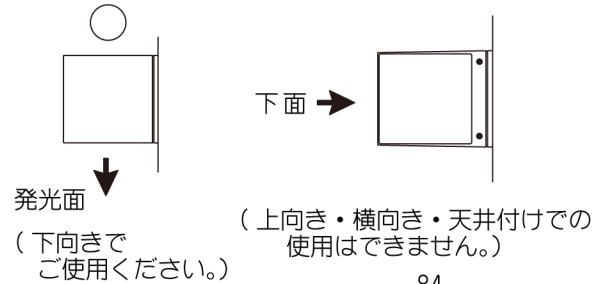 下面
発光面
(下向きで
ご使用ください。)
(上向き・横向き・天井付けでの
使用はできません。)